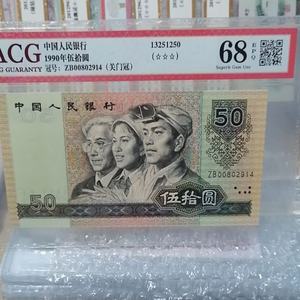 ACG
NG GUARANTY
中国人民银行
1990年伍拾圆
冠号: ZB00802914 (关门冠)
13251250
(☆☆☆)
68 EPQ
Superb Gem Unc
中国人民银行
50
ZB00802914
50
伍拾圆